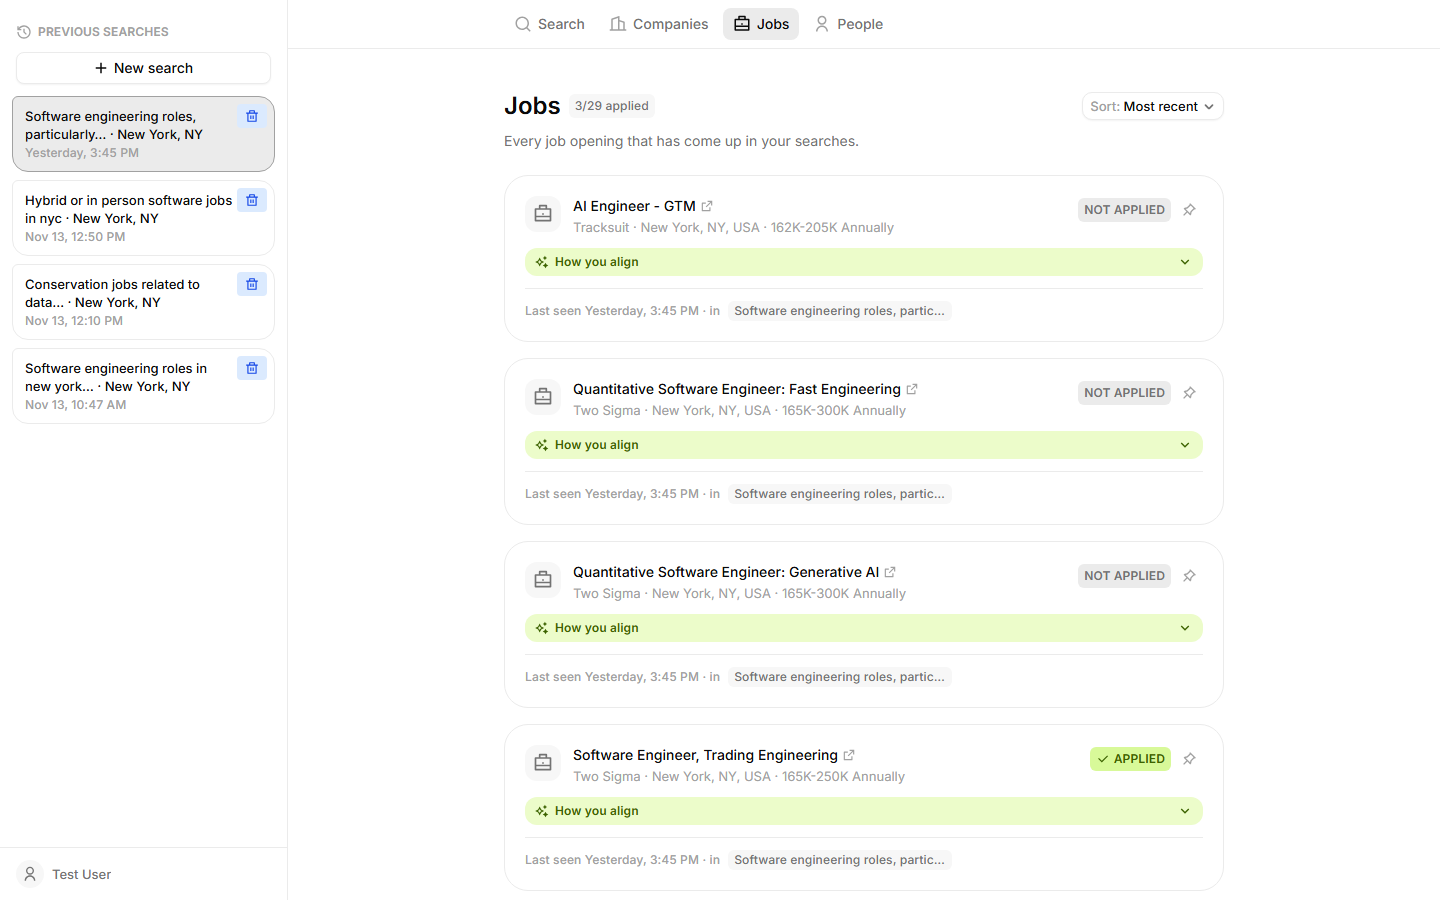 PREVIOUS SEARCHES
New search
Software engineering roles,
particularly... · New York, NY
Yesterday, 3:45 PM
Hybrid or in person software jobs
in nyc · New York, NY
Nov 13, 12:50 PM
Conservation jobs related to
data... · New York, NY
Nov 13, 12:10 PM
Software engineering roles in
new york... · New York, NY
Nov 13, 10:47 AM
Test User
Search Companies Jobs People
Jobs 3/29 applied Sort: Most recent
Every job opening that has come up in your searches.
AI Engineer - GTM NOT APPLIED
Tracksuit · New York, NY, USA · 162K-205K Annually
How you align
Last seen Yesterday, 3:45 PM · in Software engineering roles, partic...
Quantitative Software Engineer: Fast Engineering NOT APPLIED
Two Sigma · New York, NY, USA · 165K-300K Annually
How you align
Last seen Yesterday, 3:45 PM · in Software engineering roles, partic...
Quantitative Software Engineer: Generative AI NOT APPLIED
Two Sigma · New York, NY, USA · 165K-300K Annually
How you align
Last seen Yesterday, 3:45 PM · in Software engineering roles, partic...
Software Engineer, Trading Engineering APPLIED
Two Sigma · New York, NY, USA · 165K-250K Annually
How you align
Last seen Yesterday, 3:45 PM · in Software engineering roles, partic...